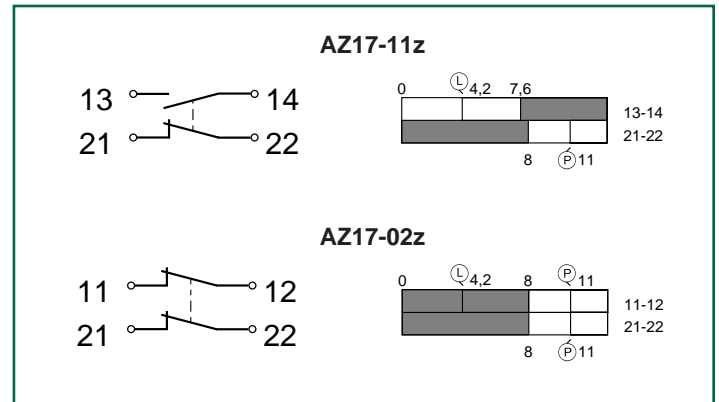 AZ17-11z
13 14
21 22
0 L 4,2 7,6
13-14
21-22
8 P 11
AZ17-02z
11 12
21 22
0 L 4,2 8 P 11
11-12
21-22
8 P 11